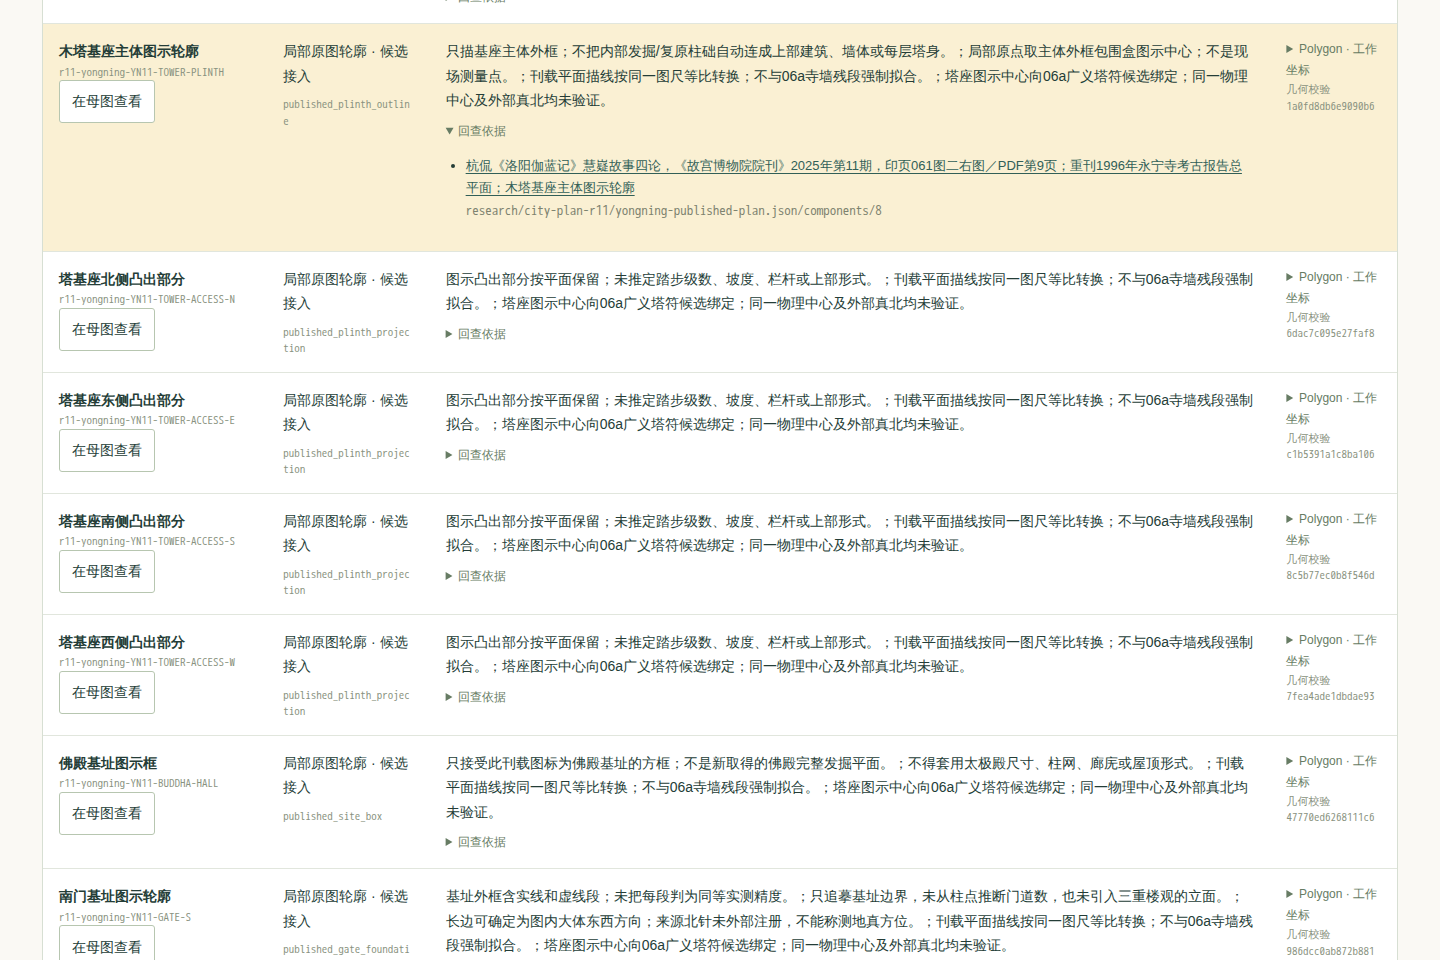 木塔基座主体图示轮廓
r11-yongning-YN11-TOWER-PLINTH
在母图查看
局部原图轮廓 · 候选
接入
published_plinth_outlin
e
只描基座主体外框；不把内部发掘/复原柱础自动连成上部建筑、墙体或每层塔身。；局部原点取主体外框包围盒图示中心；不是现
场测量点。；刊载平面描线按同一图尺等比转换；不与06a寺墙残段强制拟合。；塔座图示中心向06a广义塔符候选绑定；同一物理
中心及外部真北均未验证。
▼ 回查依据
• 杭侃《洛阳伽蓝记》慧嶷故事四论，《故宫博物院院刊》2025年第11期，印页061图二右图／PDF第9页；重刊1996年永宁寺考古报告总
平面；木塔基座主体图示轮廓
research/city-plan-r11/yongning-published-plan.json/components/8
▶ Polygon · 工作
坐标
几何校验
1a0fd8db6e9090b6
塔基座北侧凸出部分
r11-yongning-YN11-TOWER-ACCESS-N
在母图查看
局部原图轮廓 · 候选
接入
published_plinth_projec
tion
图示凸出部分按平面保留；未推定踏步级数、坡度、栏杆或上部形式。；刊载平面描线按同一图尺等比转换；不与06a寺墙残段强制
拟合。；塔座图示中心向06a广义塔符候选绑定；同一物理中心及外部真北均未验证。
▶ 回查依据
▶ Polygon · 工作
坐标
几何校验
6dac7c095e27faf8
塔基座东侧凸出部分
r11-yongning-YN11-TOWER-ACCESS-E
在母图查看
局部原图轮廓 · 候选
接入
published_plinth_projec
tion
图示凸出部分按平面保留；未推定踏步级数、坡度、栏杆或上部形式。；刊载平面描线按同一图尺等比转换；不与06a寺墙残段强制
拟合。；塔座图示中心向06a广义塔符候选绑定；同一物理中心及外部真北均未验证。
▶ 回查依据
▶ Polygon · 工作
坐标
几何校验
c1b5391a1c8ba106
塔基座南侧凸出部分
r11-yongning-YN11-TOWER-ACCESS-S
在母图查看
局部原图轮廓 · 候选
接入
published_plinth_projec
tion
图示凸出部分按平面保留；未推定踏步级数、坡度、栏杆或上部形式。；刊载平面描线按同一图尺等比转换；不与06a寺墙残段强制
拟合。；塔座图示中心向06a广义塔符候选绑定；同一物理中心及外部真北均未验证。
▶ 回查依据
▶ Polygon · 工作
坐标
几何校验
8c5b77ec0b8f546d
塔基座西侧凸出部分
r11-yongning-YN11-TOWER-ACCESS-W
在母图查看
局部原图轮廓 · 候选
接入
published_plinth_projec
tion
图示凸出部分按平面保留；未推定踏步级数、坡度、栏杆或上部形式。；刊载平面描线按同一图尺等比转换；不与06a寺墙残段强制
拟合。；塔座图示中心向06a广义塔符候选绑定；同一物理中心及外部真北均未验证。
▶ 回查依据
▶ Polygon · 工作
坐标
几何校验
7fea4ade1dbdae93
佛殿基址图示框
r11-yongning-YN11-BUDDHA-HALL
在母图查看
局部原图轮廓 · 候选
接入
published_site_box
只接受此刊载图标为佛殿基址的方框；不是新取得的佛殿完整发掘平面。；不得套用太极殿尺寸、柱网、廊庑或屋顶形式。；刊载
平面描线按同一图尺等比转换；不与06a寺墙残段强制拟合。；塔座图示中心向06a广义塔符候选绑定；同一物理中心及外部真北均
未验证。
▶ 回查依据
▶ Polygon · 工作
坐标
几何校验
47770ed6268111c6
南门基址图示轮廓
r11-yongning-YN11-GATE-S
在母图查看
局部原图轮廓 · 候选
接入
published_gate_foundati
基址外框含实线和虚线段；未把每段判为同等实测精度。；只追摹基址边界，未从柱点推断门道数，也未引入三重楼观的立面。；
长边可确定为图内大体东西方向；来源北针未外部注册，不能称测地真方位。；刊载平面描线按同一图尺等比转换；不与06a寺墙残
段强制拟合。；塔座图示中心向06a广义塔符候选绑定；同一物理中心及外部真北均未验证。
▶ Polygon · 工作
坐标
几何校验
986dcc0ab872b881